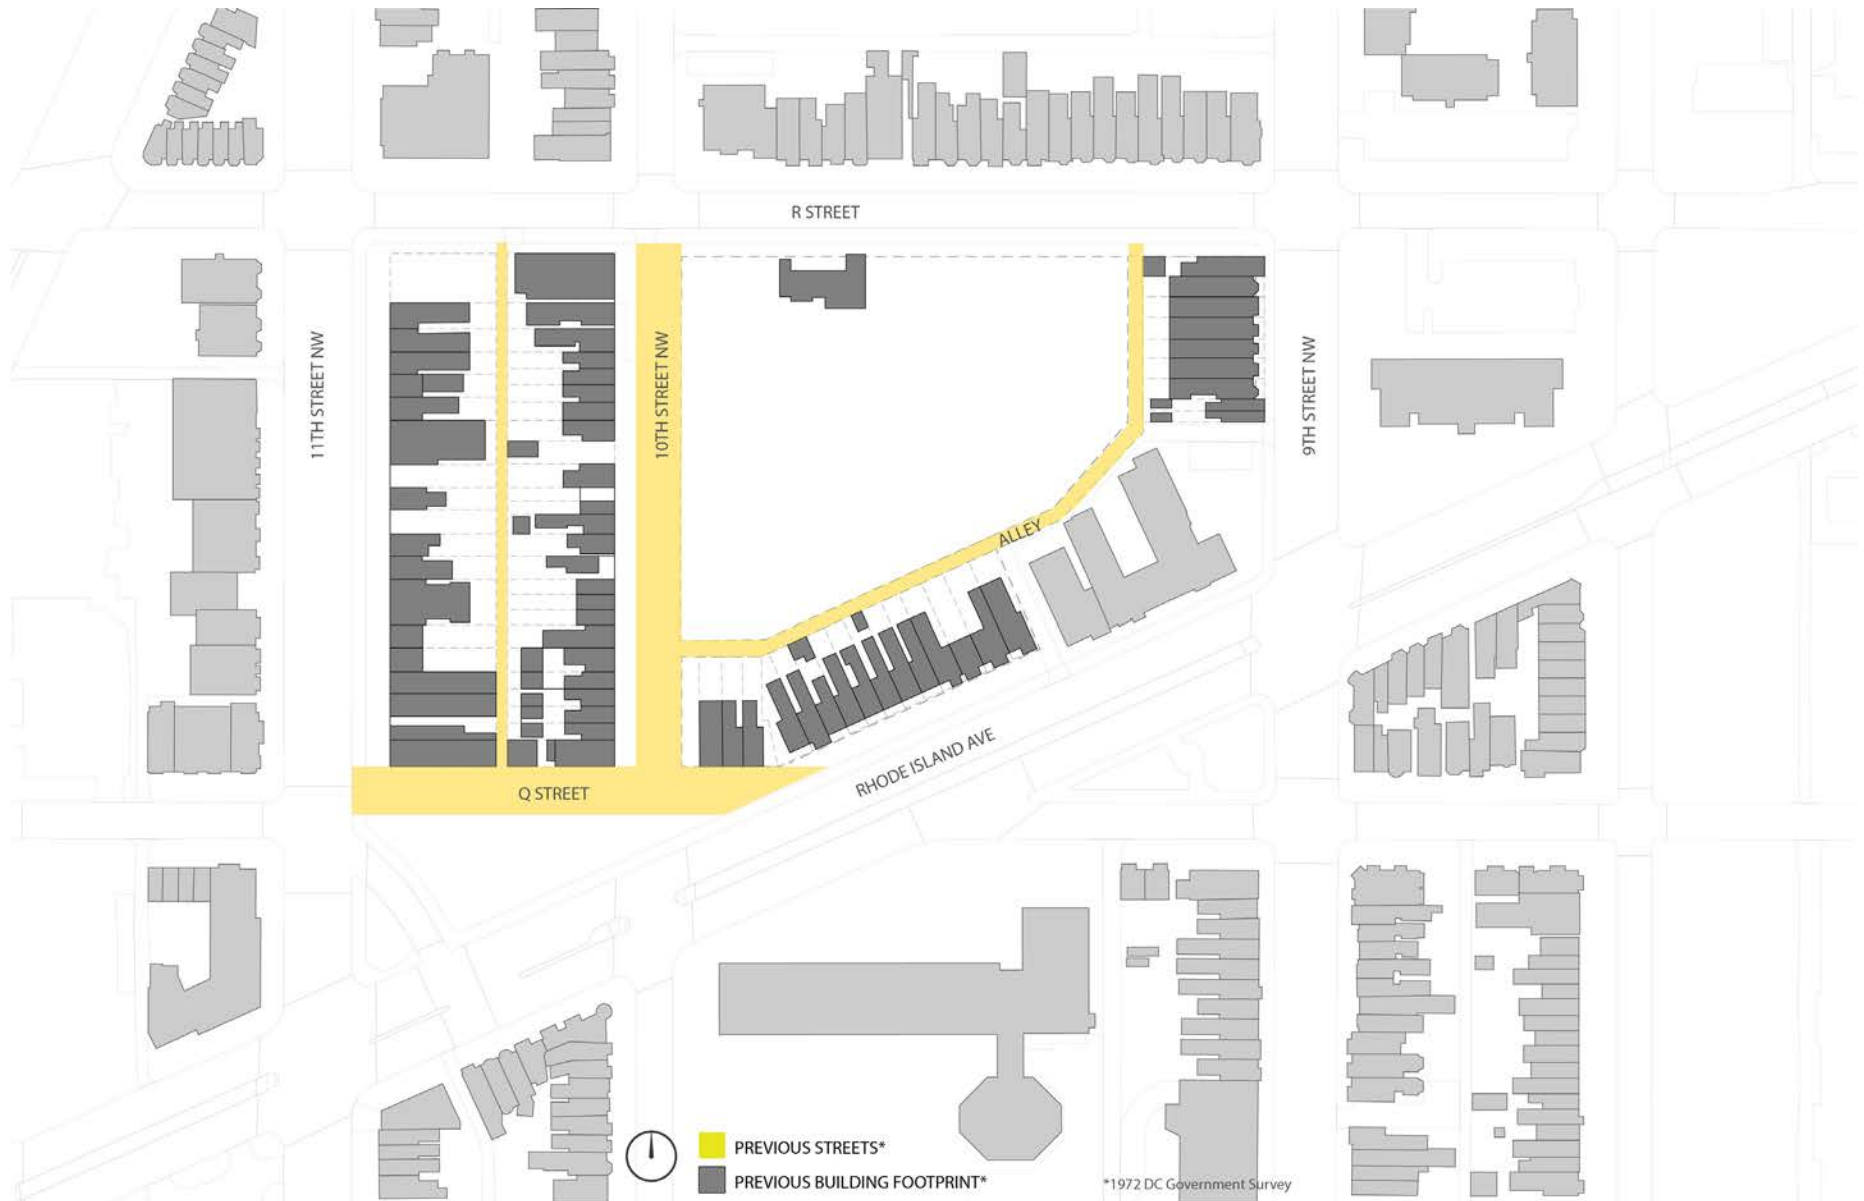 R STREET
11TH STREET NW
10TH STREET NW
9TH STREET NW
ALLEY
RHODE ISLAND AVE
Q STREET
PREVIOUS STREETS*
PREVIOUS BUILDING FOOTPRINT*
*1972 DC Government Survey